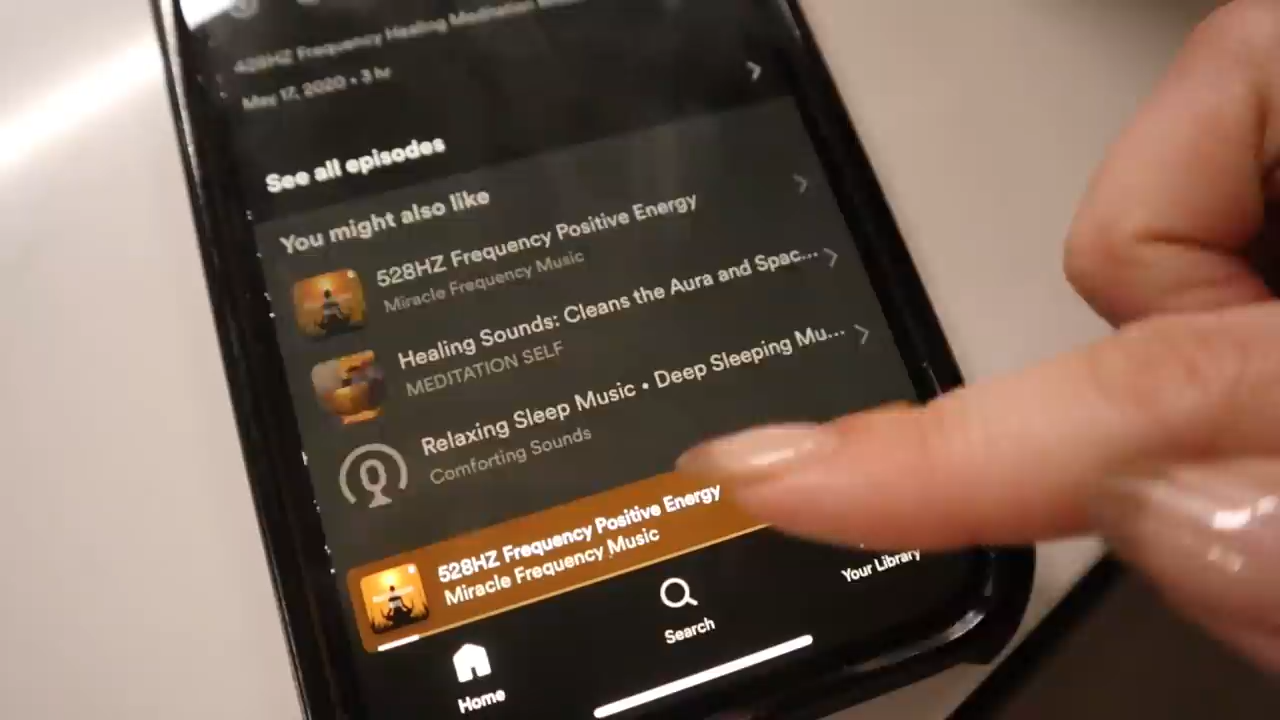 428HZ Frequency Healing Meditation
May 17, 2020 • 3 hr
See all episodes
You might also like
528HZ Frequency Positive Energy
Miracle Frequency Music
Healing Sounds: Cleans the Aura and Spac...
MEDITATION SELF
Relaxing Sleep Music • Deep Sleeping Mu...
Comforting Sounds
528HZ Frequency Positive Energy
Miracle Frequency Music
Home
Search
Your Library